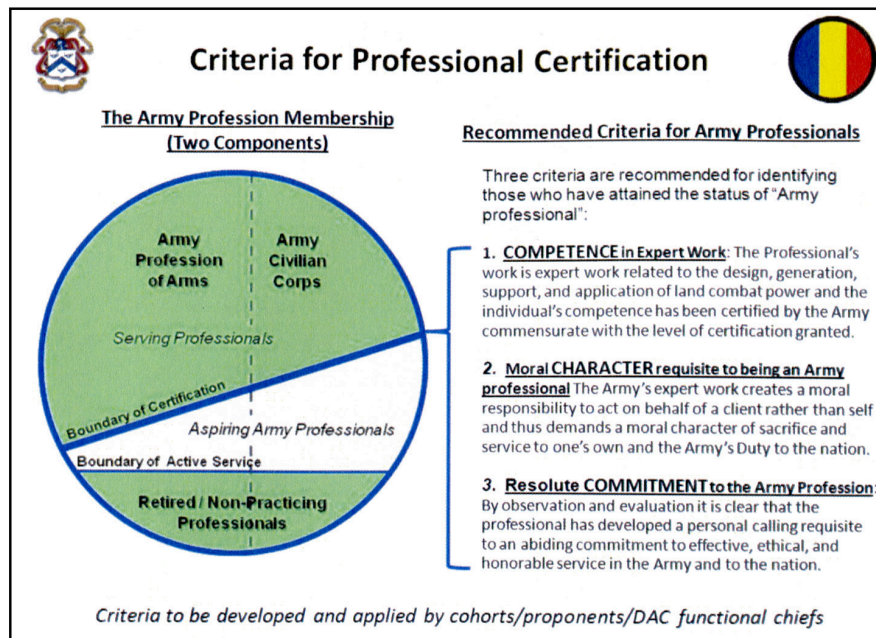 Criteria for Professional Certification
The Army Profession Membership
(Two Components)
Army
Profession
of Arms
Army
Civilian
Corps
Serving Professionals
Boundary of Certification
Aspiring Army Professionals
Boundary of Active Service
Retired / Non-Practicing
Professionals
Recommended Criteria for Army Professionals
Three criteria are recommended for identifying
those who have attained the status of “Army
professional”:
1. COMPETENCE in Expert Work: The Professional’s
work is expert work related to the design, generation,
support, and application of land combat power and the
individual’s competence has been certified by the Army
commensurate with the level of certification granted.
2. Moral CHARACTER requisite to being an Army
professional The Army’s expert work creates a moral
responsibility to act on behalf of a client rather than self
and thus demands a moral character of sacrifice and
service to one’s own and the Army’s Duty to the nation.
3. Resolute COMMITMENT to the Army Profession:
By observation and evaluation it is clear that the
professional has developed a personal calling requisite
to an abiding commitment to effective, ethical, and
honorable service in the Army and to the nation.
Criteria to be developed and applied by cohorts/proponents/DAC functional chiefs